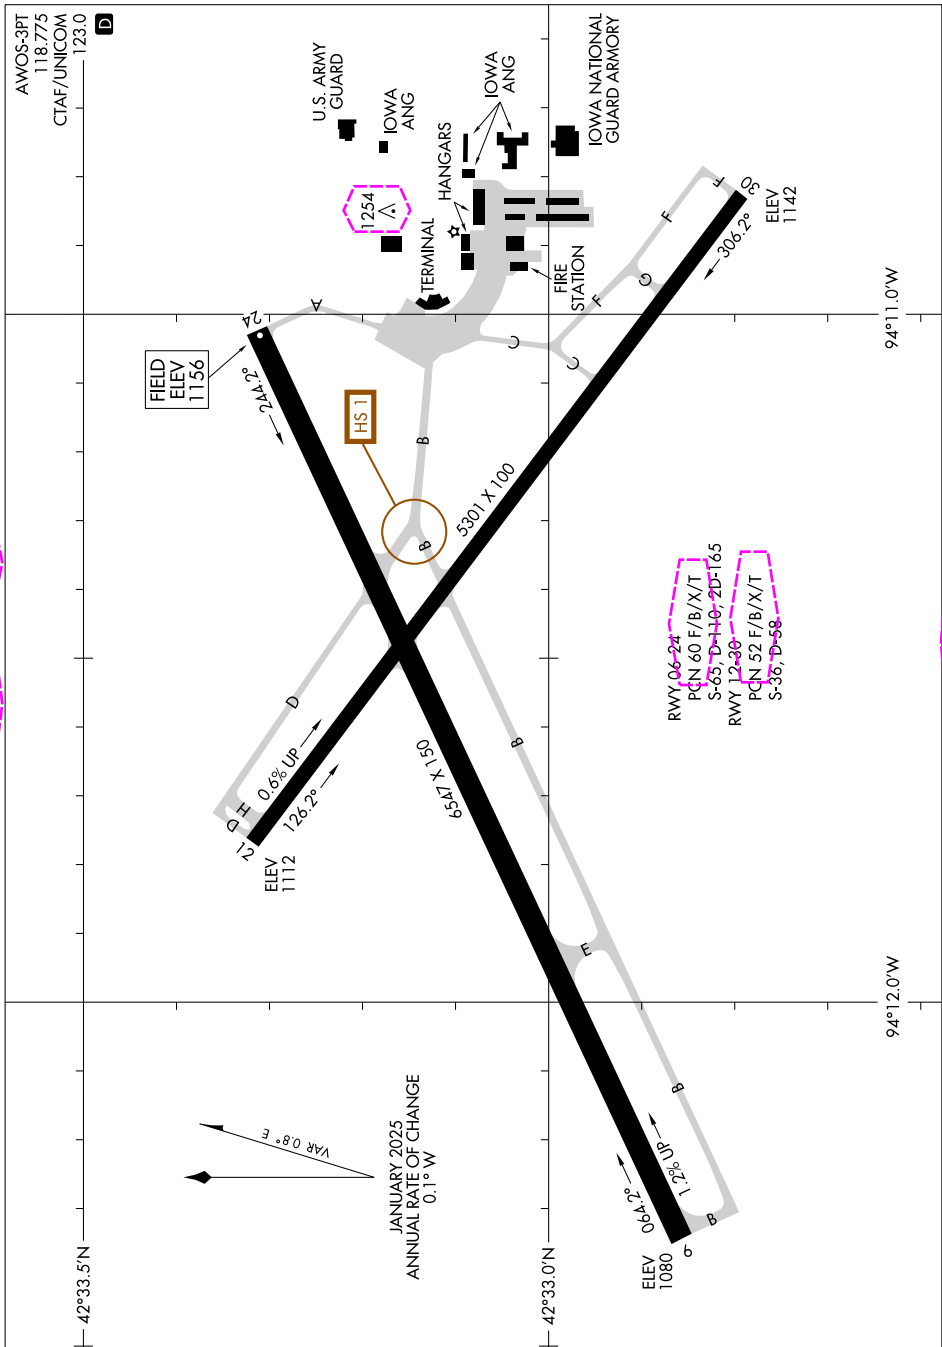 AWOS-3PT
118.775
CTAF/UNICOM
123.0
D
U.S. ARMY
GUARD
IOWA
ANG
1254
HANGARS
IOWA
ANG
IOWA NATIONAL
GUARD ARMORY
TERMINAL
FIRE
STATION
FIELD
ELEV
1156
24
244.2°
A
HS 1
B
B
C
C
G
F
F
F
30
ELEV
1142
306.2°
5301 X 100
94°11.0'W
D
D
H
0.6% UP
126.2°
12
ELEV
1112
6547 X 150
B
E
B
B
RWY 06-24
PCN 60 F/B/X/T
S-65, D-110, 2D-165
RWY 12-30
PCN 52 F/B/X/T
S-36, D-58
94°12.0'W
VAR 0.8° E
JANUARY 2025
ANNUAL RATE OF CHANGE
0.1° W
064.2°
1.2% UP
6
ELEV
1080
42°33.5'N
42°33.0'N